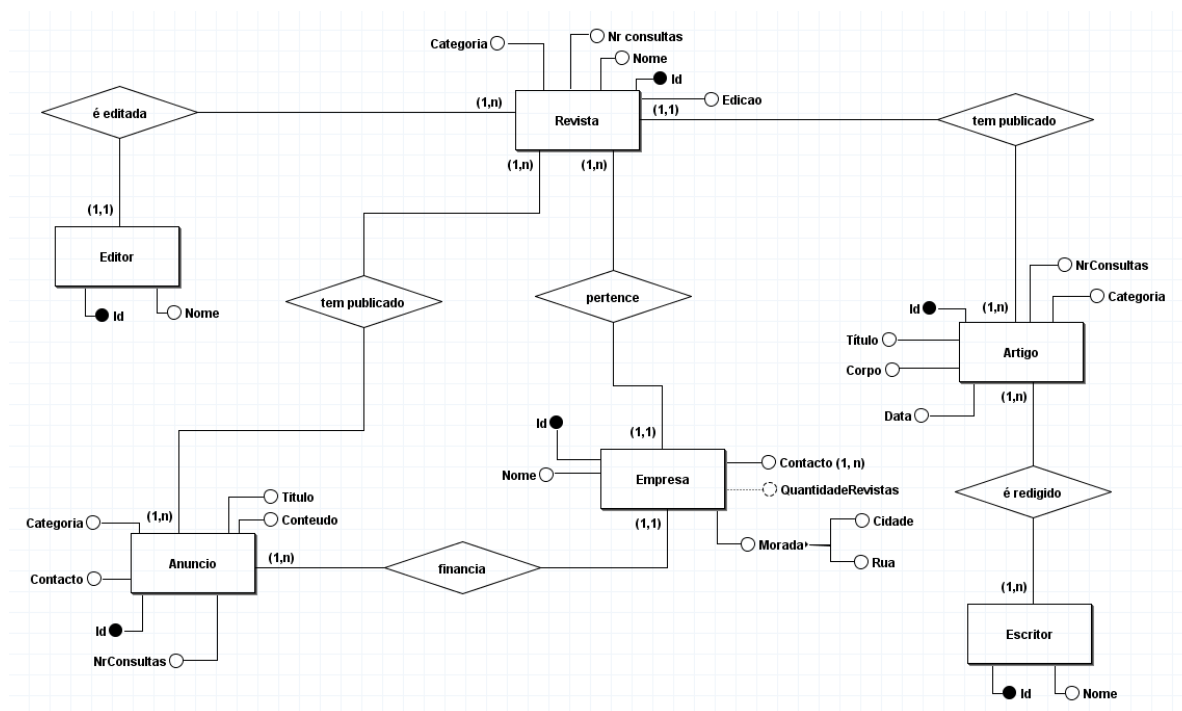 Nr consultas
Categoria
Nome
Id
Edicao
(1,n)
(1,1)
é editada
Revista
tem publicado
(1,n)
(1,n)
(1,1)
Editor
Id
Nome
tem publicado
pertence
NrConsultas
Categoria
Id
(1,n)
Título
Artigo
Corpo
Data
(1,n)
Id
(1,1)
Nome
Empresa
Contacto (1, n)
QuantidadeRevistas
é redigido
Titulo
Categoria
(1,n)
Conteudo
(1,1)
Cidade
Morada
Rua
Anuncio
(1,n)
financia
Contacto
(1,n)
Id
NrConsultas
Escritor
Id
Nome